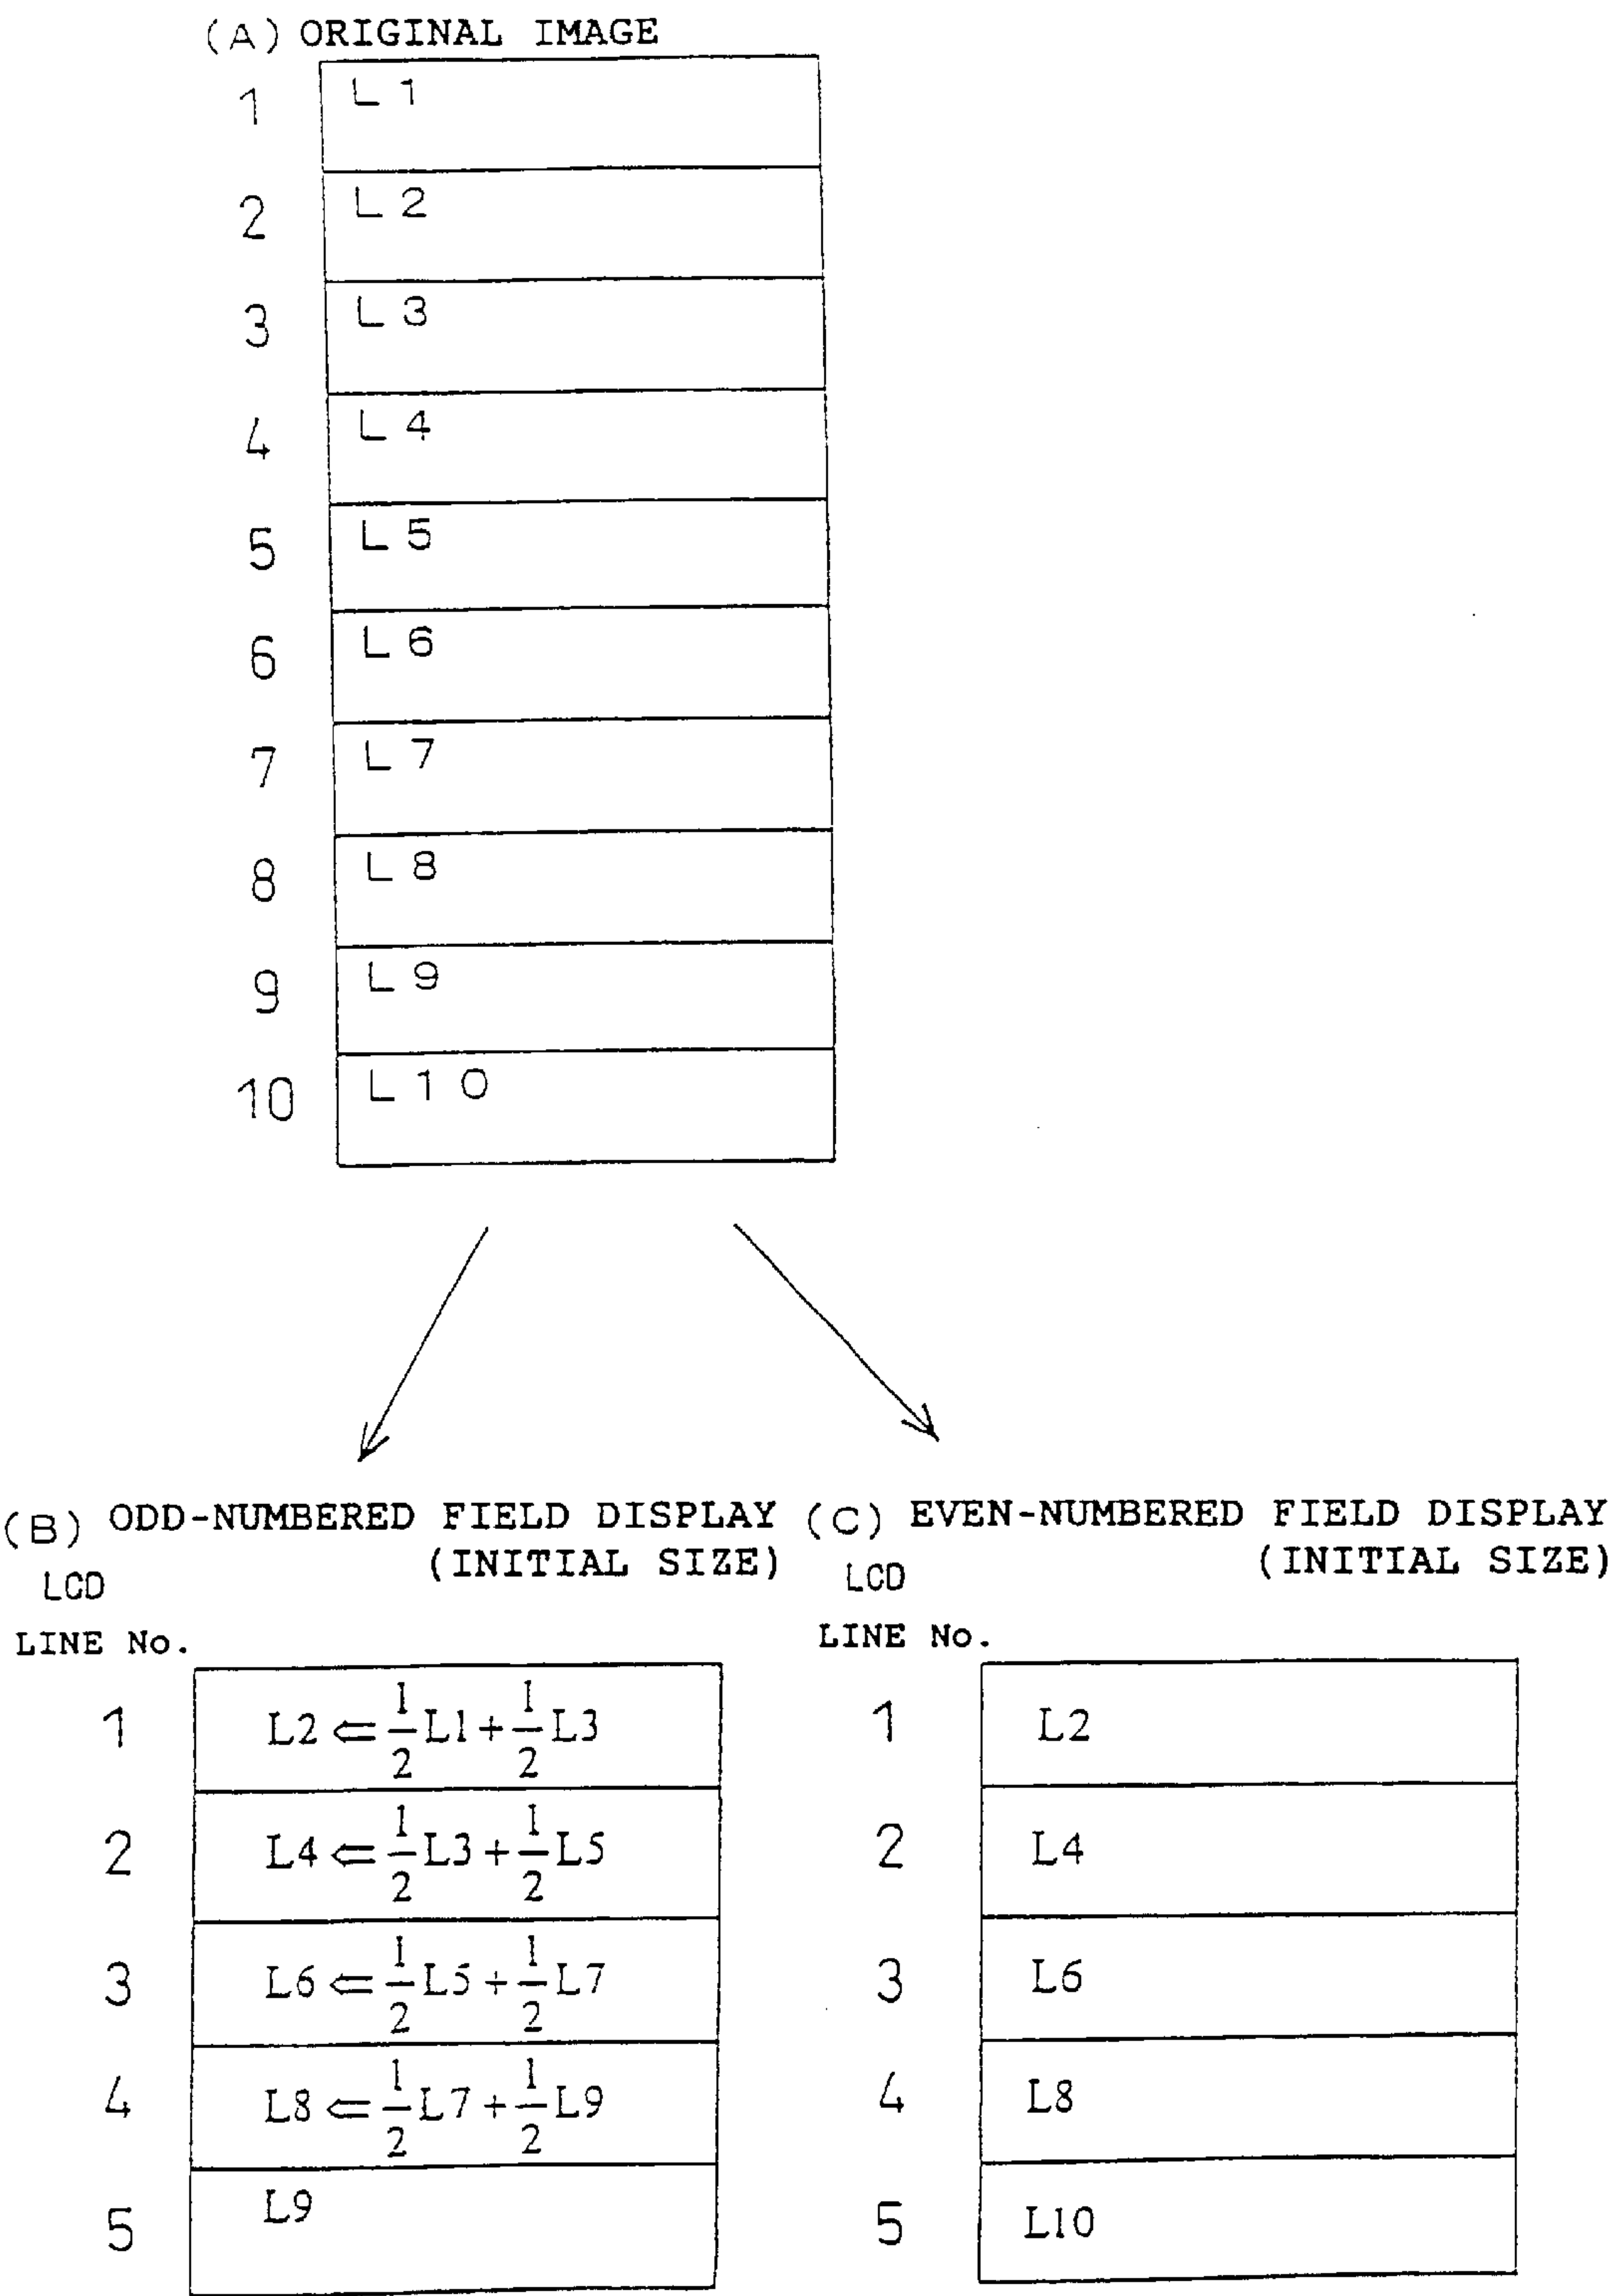 (A) ORIGINAL IMAGE
1 L1
2 L2
3 L3
4 L4
5 L5
6 L6
7 L7
8 L8
9 L9
10 L10
(B) ODD-NUMBERED FIELD DISPLAY
(INITIAL SIZE)
LCD
LINE No.
1 L2 ⇐ 1/2 L1 + 1/2 L3
2 L4 ⇐ 1/2 L3 + 1/2 L5
3 L6 ⇐ 1/2 L5 + 1/2 L7
4 L8 ⇐ 1/2 L7 + 1/2 L9
5 L9
(C) EVEN-NUMBERED FIELD DISPLAY
(INITIAL SIZE)
LCD
LINE No.
1 L2
2 L4
3 L6
4 L8
5 L10